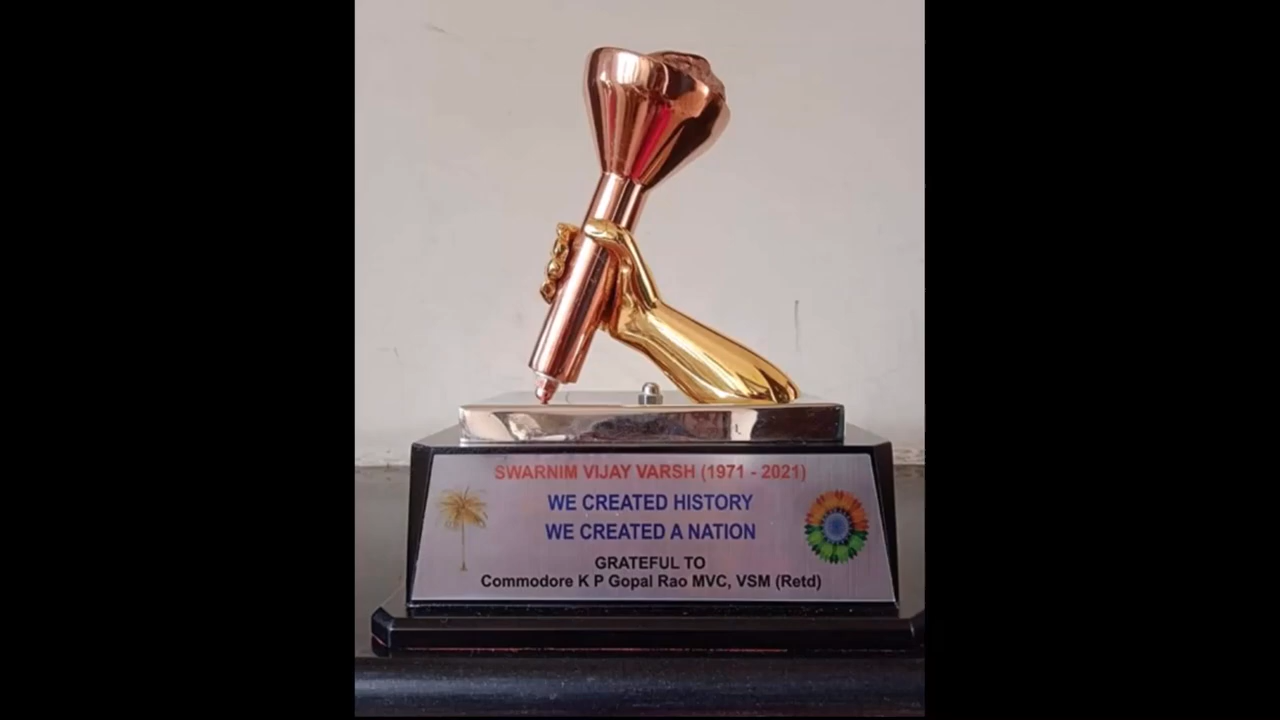 SWARNIM VIJAY VARSH (1971 - 2021)
WE CREATED HISTORY
WE CREATED A NATION
GRATEFUL TO
Commodore K P Gopal Rao MVC, VSM (Retd)